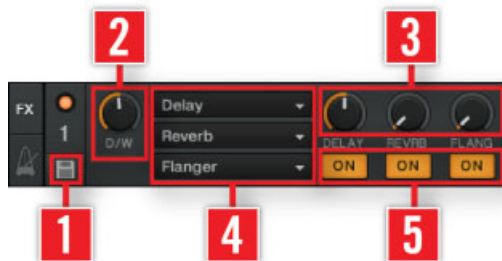 2
3
FX
1
D/W
Delay
Reverb
Flanger
DELAY REVRB FLANG
ON ON ON
1
4
5